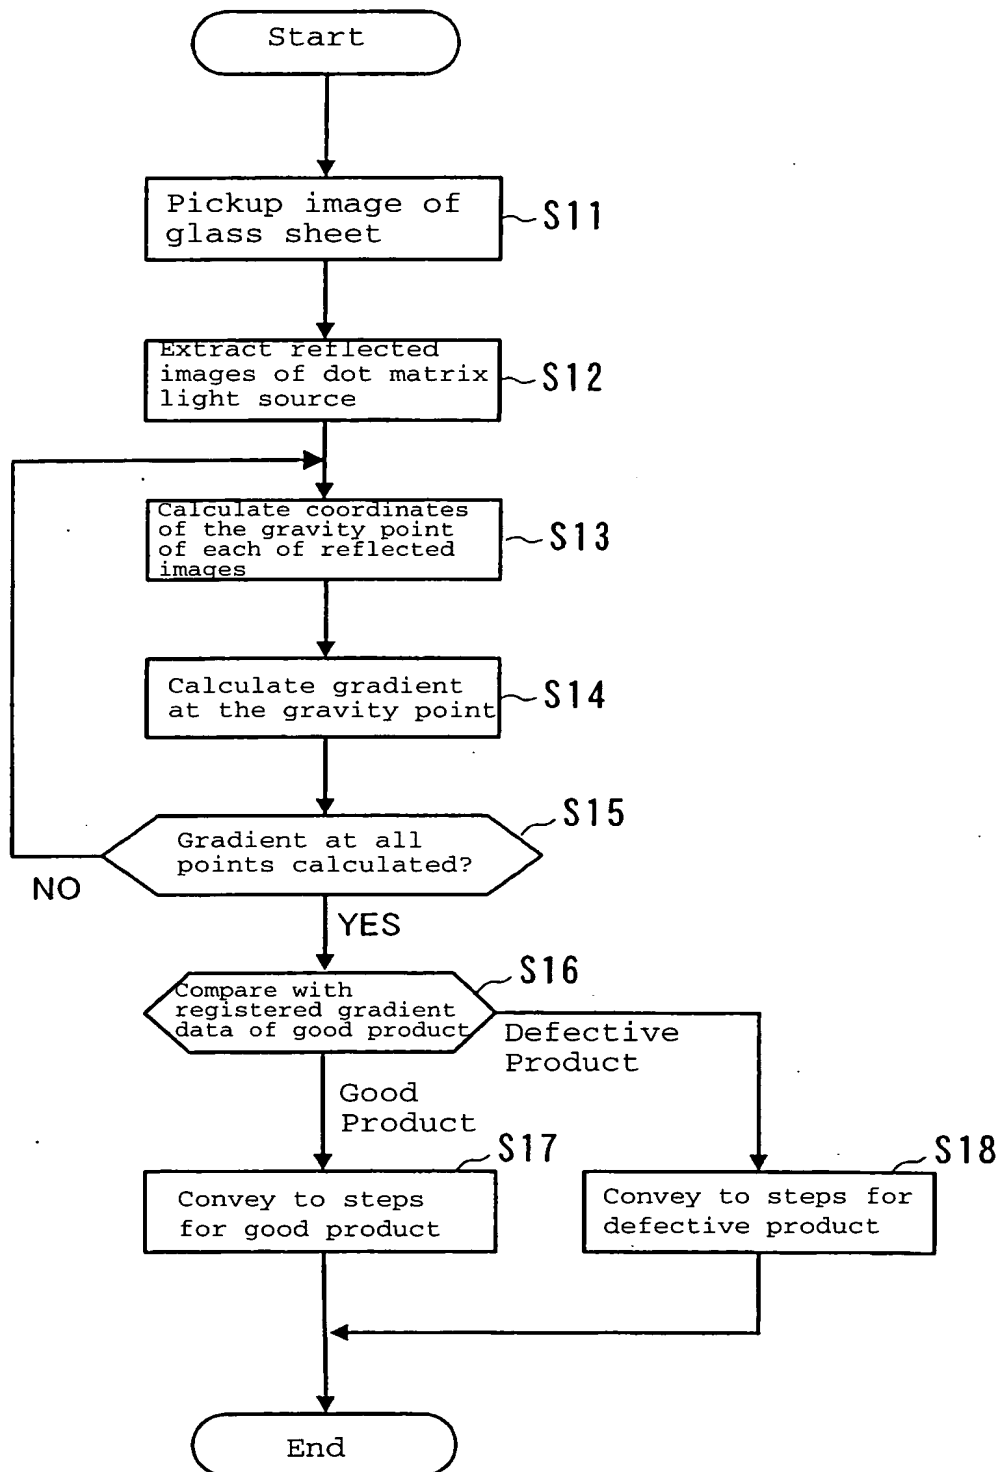 Start
Pickup image of
glass sheet
S11
Extract reflected
images of dot matrix
light source
S12
Calculate coordinates
of the gravity point
of each of reflected
images
S13
Calculate gradient
at the gravity point
S14
Gradient at all
points calculated?
S15
NO
YES
Compare with
registered gradient
data of good product
S16
Defective
Product
Good
Product
Convey to steps
for good product
S17
Convey to steps for
defective product
S18
End